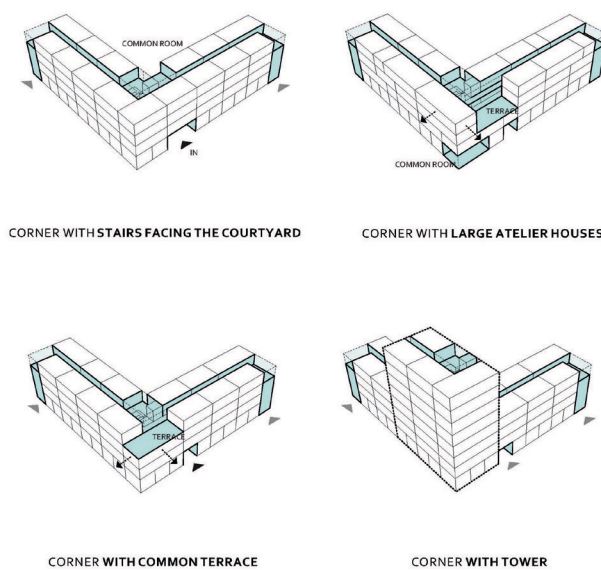 COMMON ROOM
IN
CORNER WITH STAIRS FACING THE COURTYARD
TERRACE
COMMON ROOM
CORNER WITH LARGE ATELIER HOUSES
TERRACE
CORNER WITH COMMON TERRACE
CORNER WITH TOWER